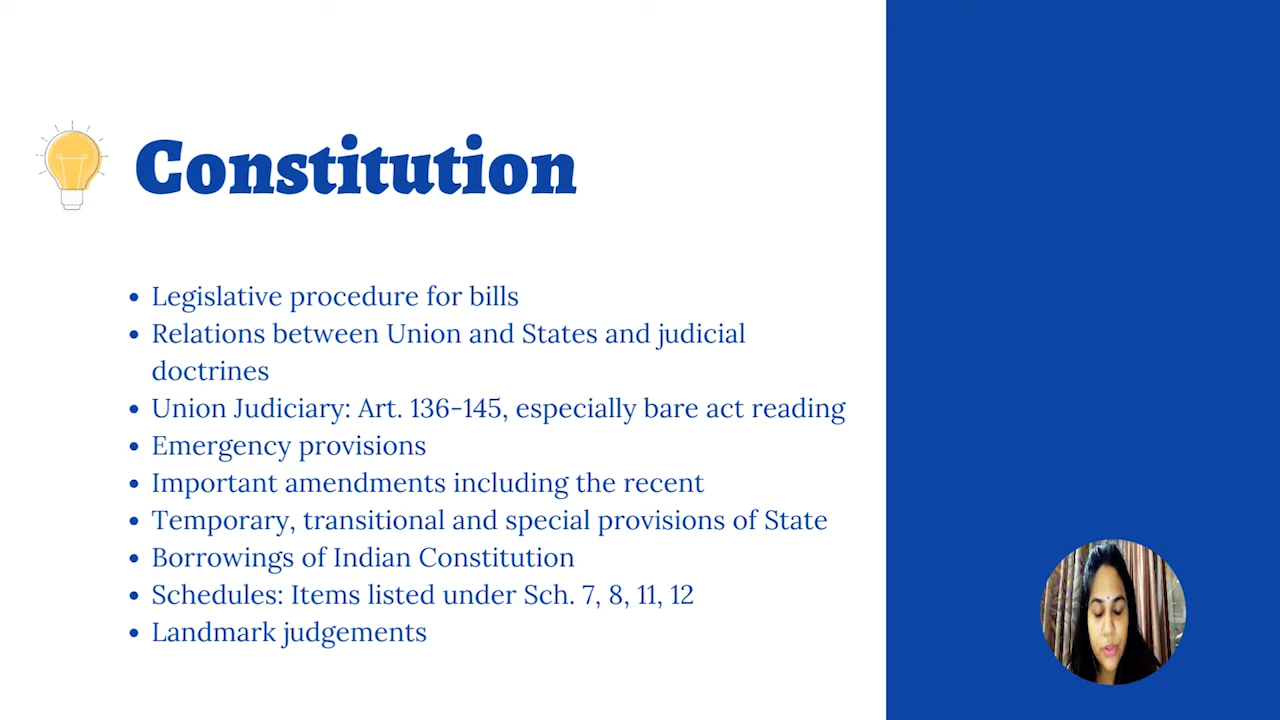 Constitution
• Legislative procedure for bills
• Relations between Union and States and judicial
doctrines
• Union Judiciary: Art. 136-145, especially bare act reading
• Emergency provisions
• Important amendments including the recent
• Temporary, transitional and special provisions of State
• Borrowings of Indian Constitution
• Schedules: Items listed under Sch. 7, 8, 11, 12
• Landmark judgements